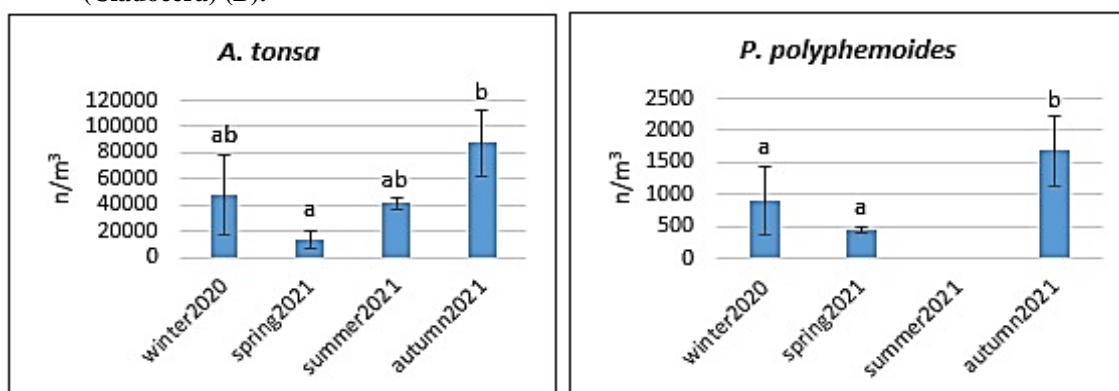 (Cladocera) (B).
A. tonsa
n/m³
120000
100000
80000
60000
40000
20000
0
ab
a
ab
b
winter2020
spring2021
summer2021
autumn2021
P. polyphemoides
n/m³
2500
2000
1500
1000
500
0
a
a
b
winter2020
spring2021
summer2021
autumn2021